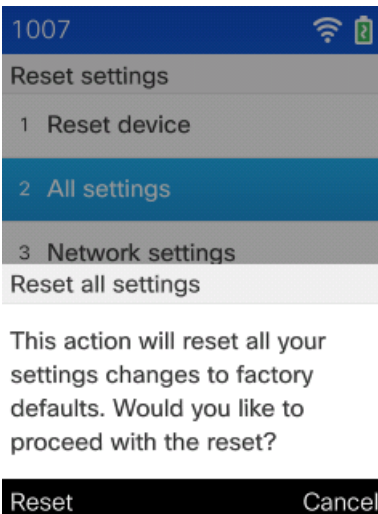 1007
Reset settings
1 Reset device
2 All settings
3 Network settings
Reset all settings
This action will reset all your
settings changes to factory
defaults. Would you like to
proceed with the reset?
Reset Cancel